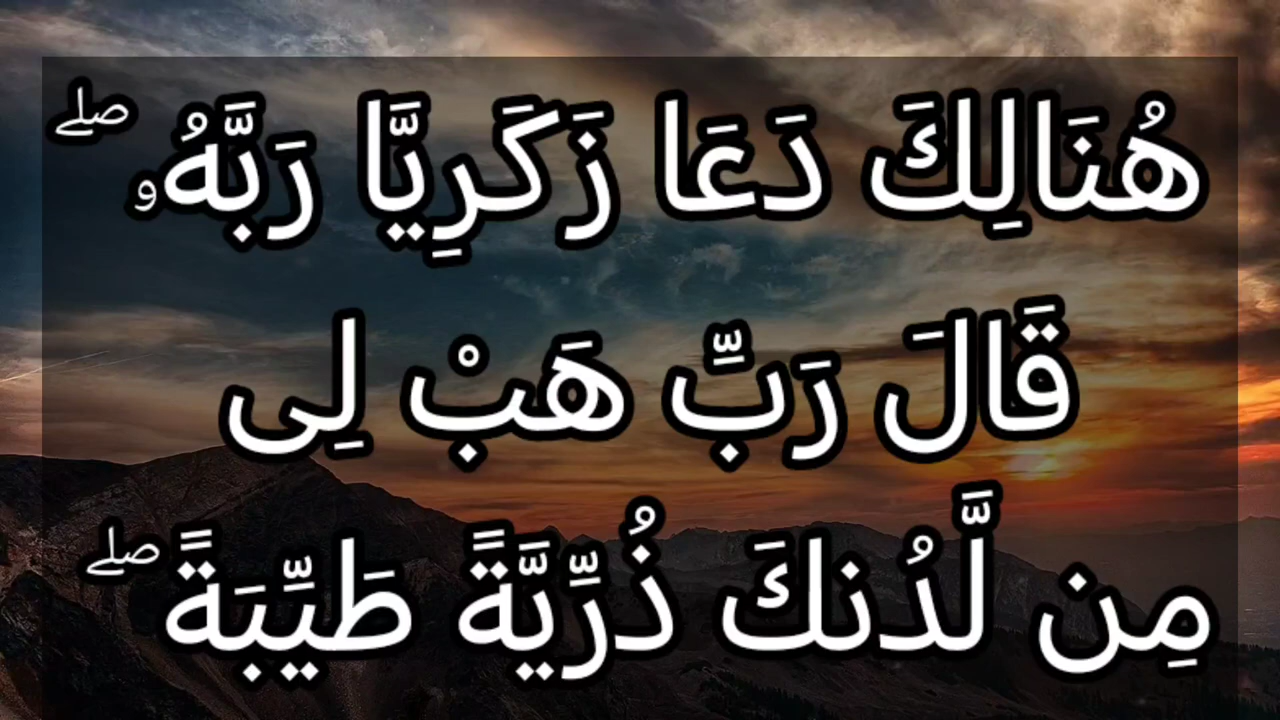 هُنَالِكَ دَعَا زَكَرِيَّا رَبَّهُۥ ۖ
قَالَ رَبِّ هَبْ لِى
مِن لَّدُنكَ ذُرِّيَّةً طَيِّبَةً ۖ